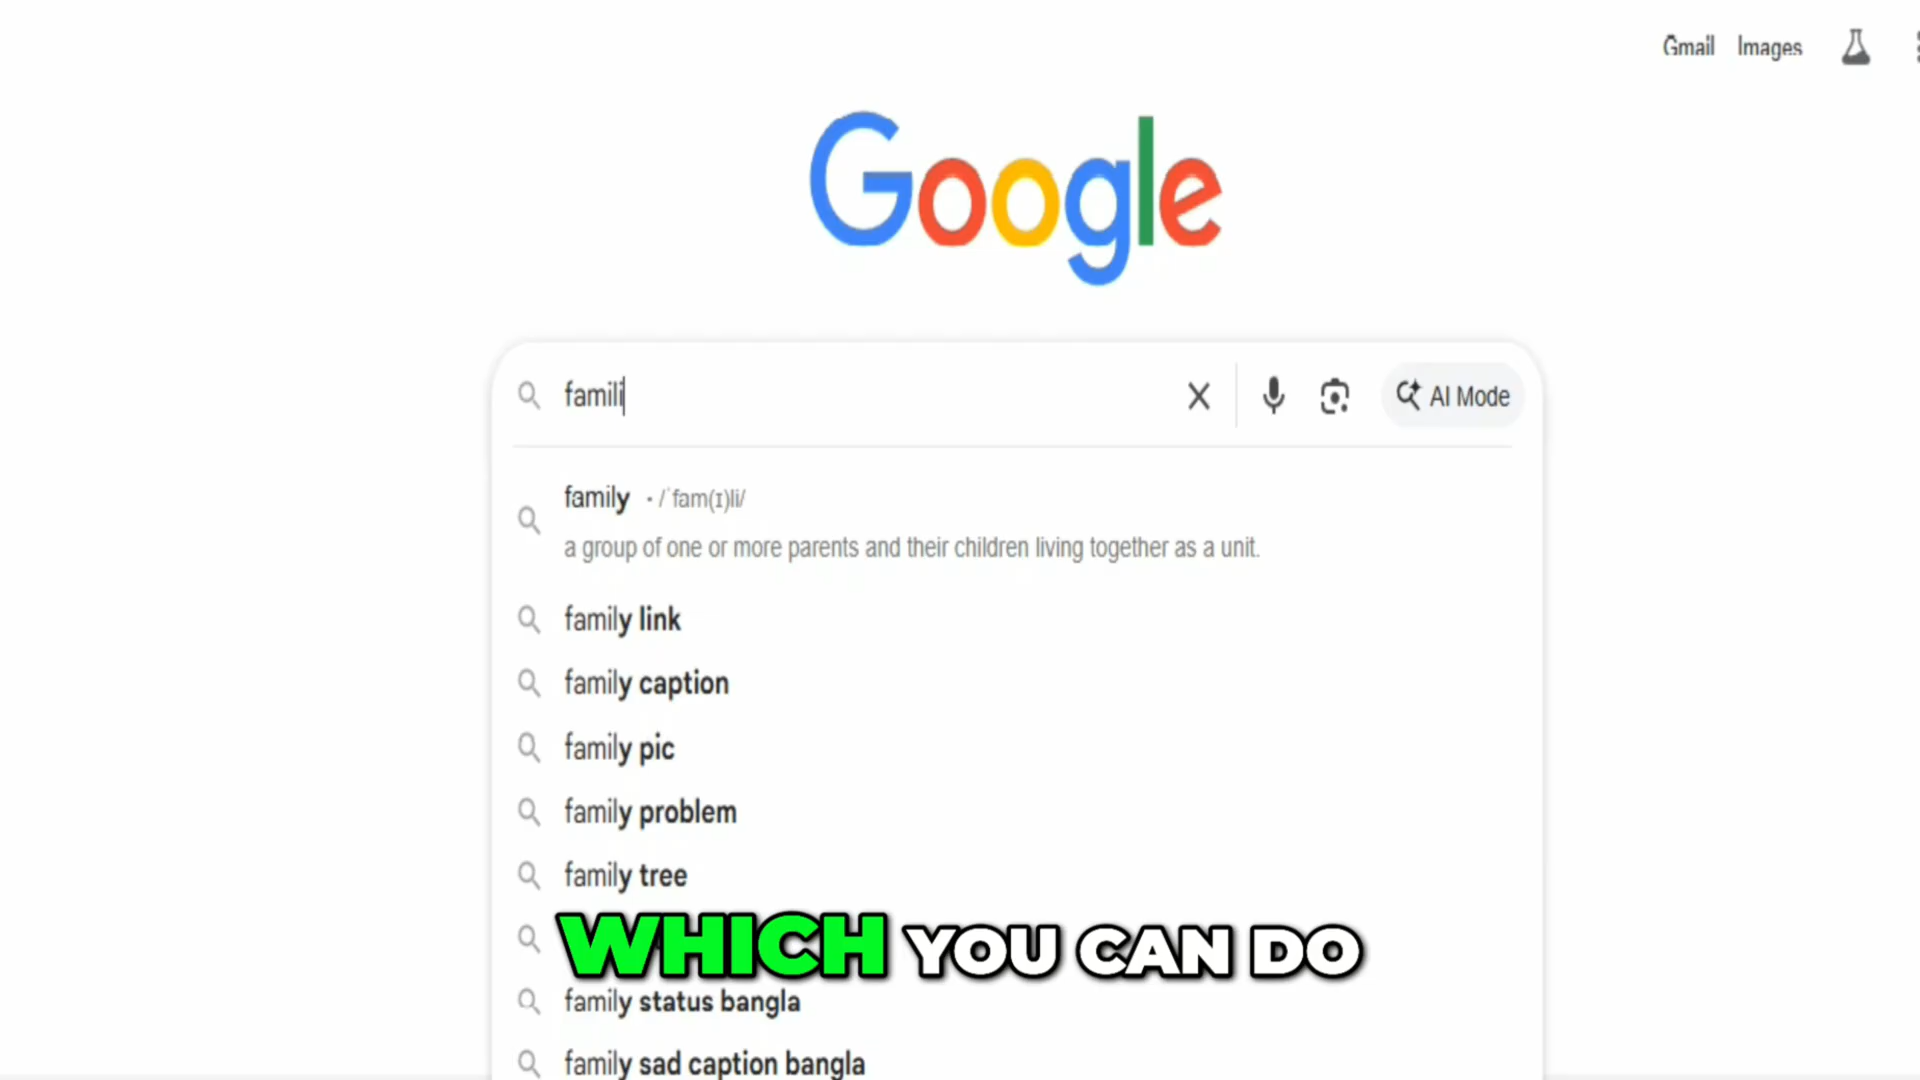 Gmail Images
Google
famili
AI Mode
family · /ˈfam(ɪ)li/
a group of one or more parents and their children living together as a unit.
family link
family caption
family pic
family problem
family tree
WHICH YOU CAN DO
family status bangla
family sad caption bangla